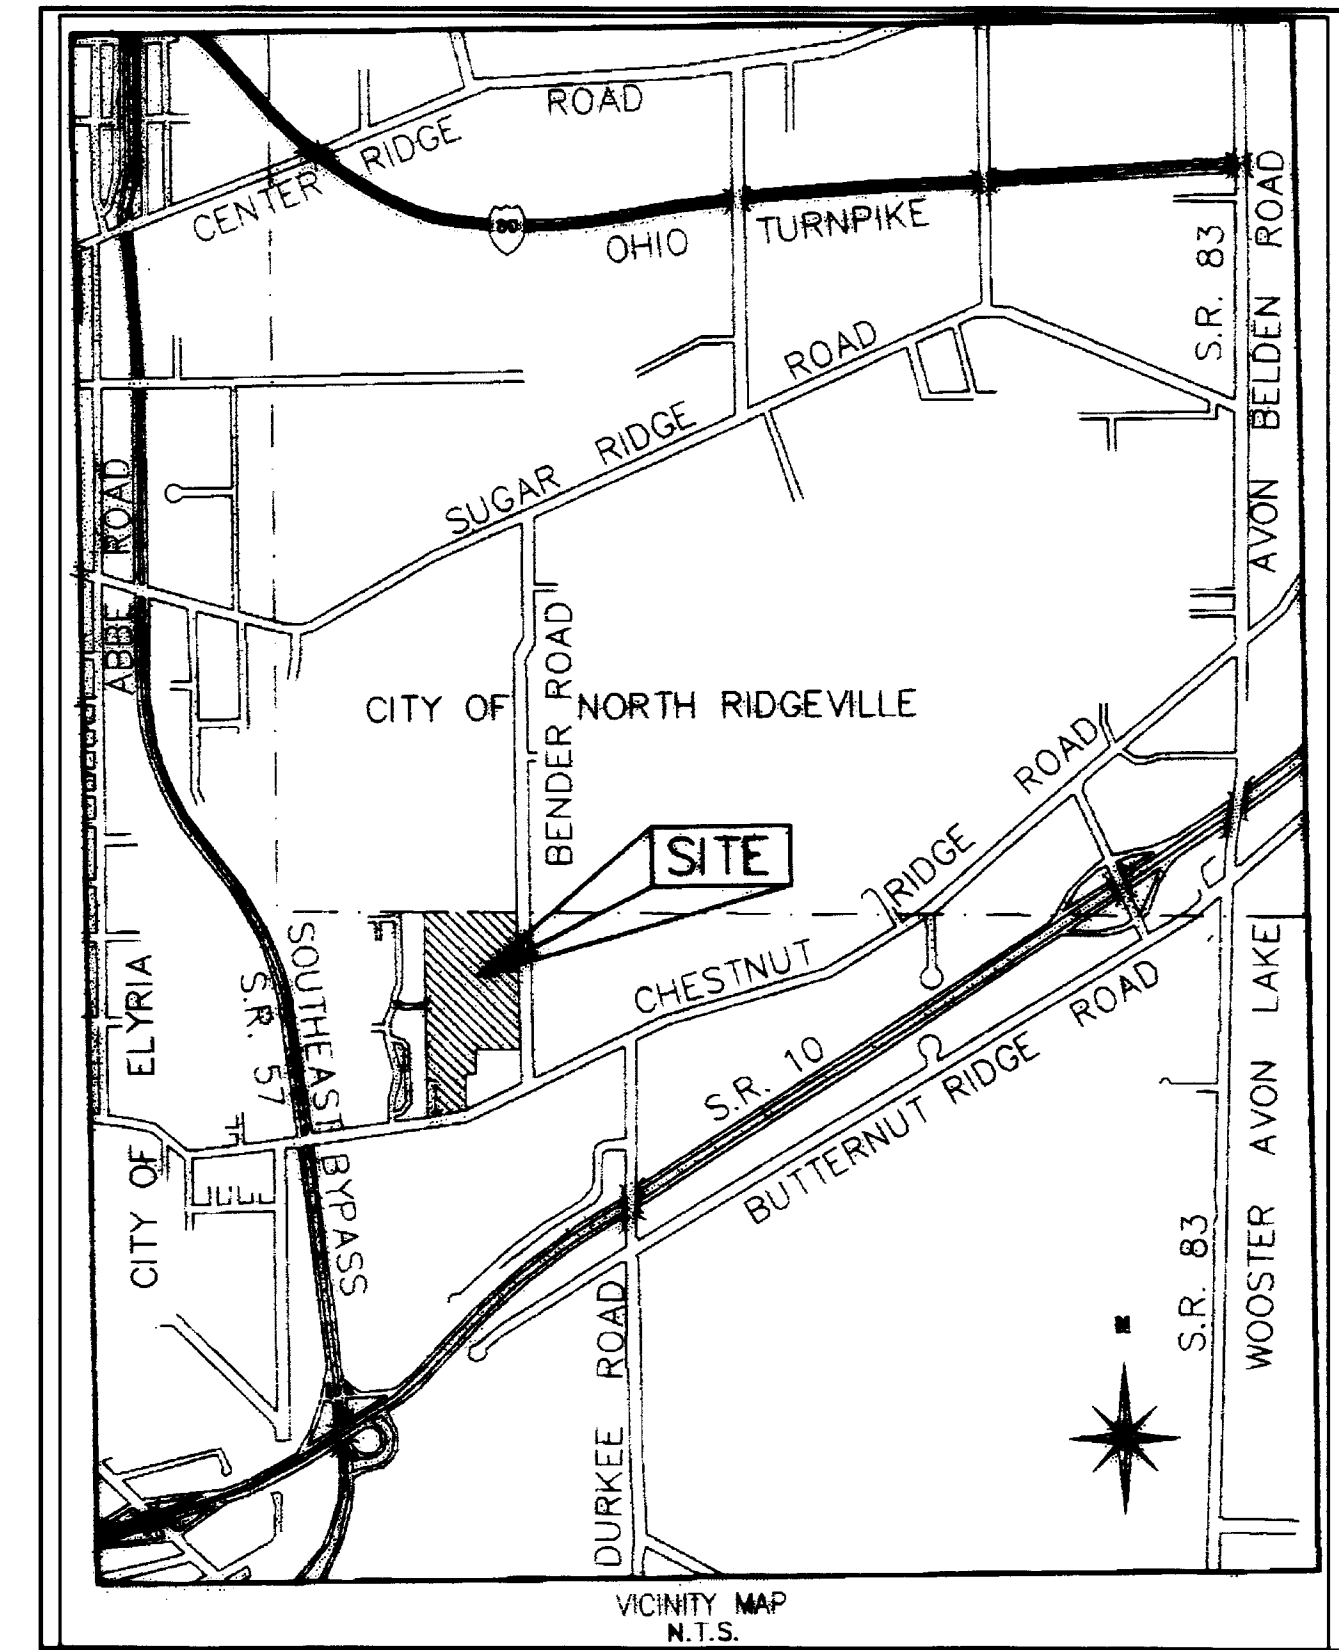 CENTER RIDGE ROAD
80
OHIO TURNPIKE
S.R. 83
AVON BELDEN ROAD
SUGAR RIDGE ROAD
ABBE ROAD
BENDER ROAD
CITY OF NORTH RIDGEVILLE
SITE
CHESTNUT RIDGE ROAD
SOUTHEAST BYPASS
S.R. 57
CITY OF ELYRIA
S.R. 10
BUTTERNUT RIDGE ROAD
WOOSTER AVON LAKE
S.R. 83
DURKEE ROAD
N
VICINITY MAP
N.T.S.